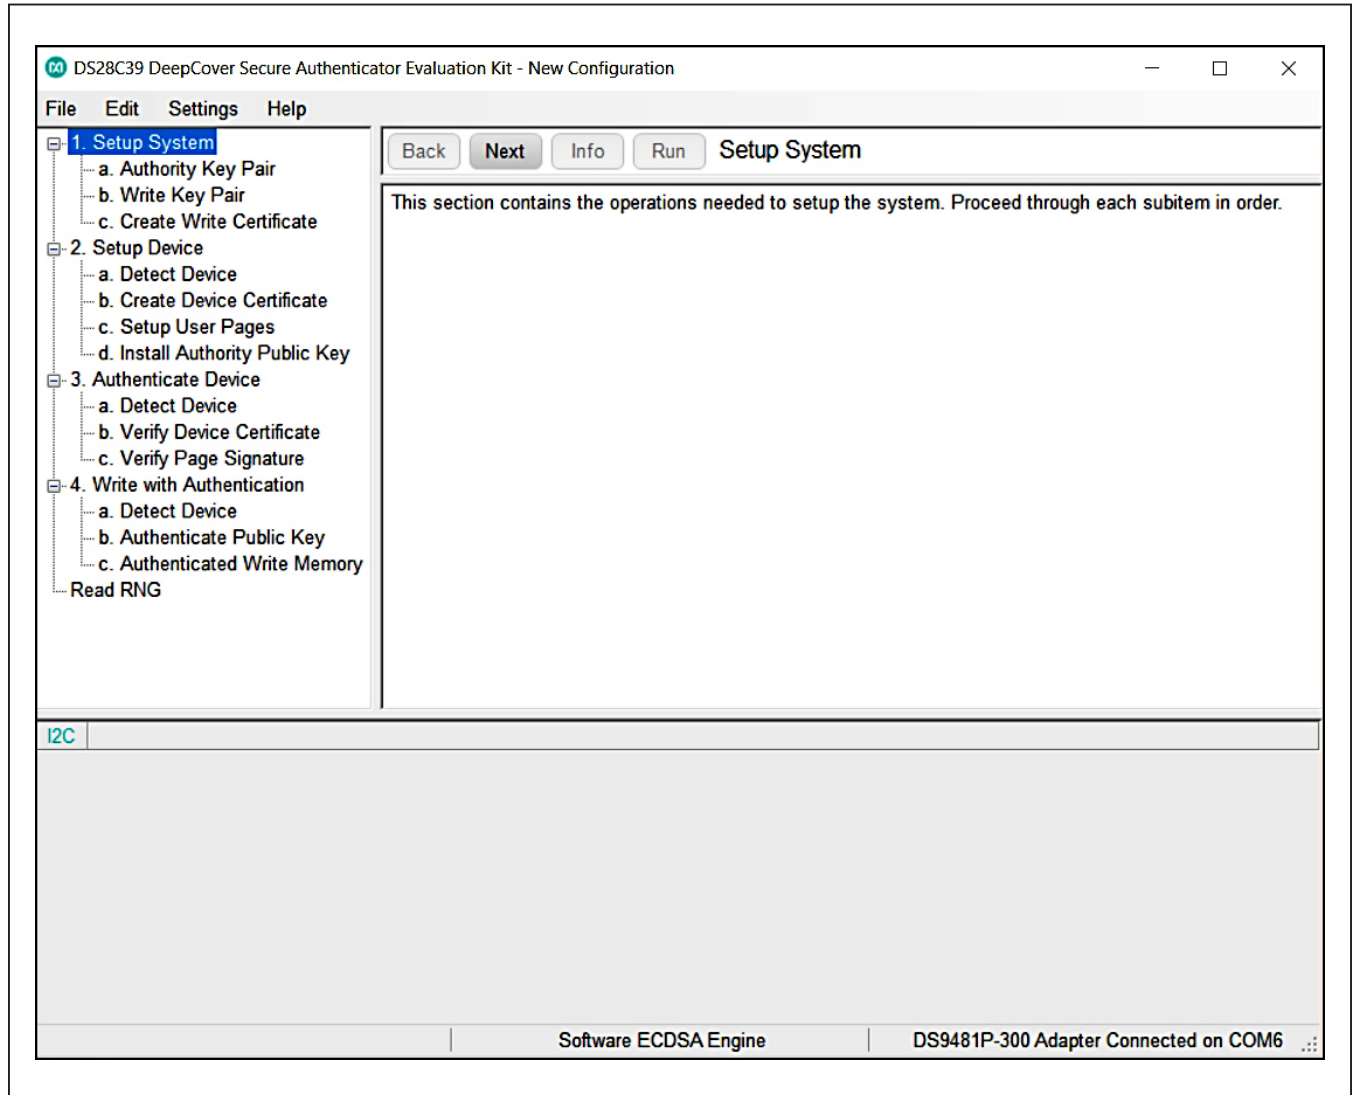 DS28C39 DeepCover Secure Authenticator Evaluation Kit - New Configuration
File Edit Settings Help
1. Setup System
a. Authority Key Pair
b. Write Key Pair
c. Create Write Certificate
2. Setup Device
a. Detect Device
b. Create Device Certificate
c. Setup User Pages
d. Install Authority Public Key
3. Authenticate Device
a. Detect Device
b. Verify Device Certificate
c. Verify Page Signature
4. Write with Authentication
a. Detect Device
b. Authenticate Public Key
c. Authenticated Write Memory
Read RNG
Back Next Info Run Setup System
This section contains the operations needed to setup the system. Proceed through each subitem in order.
I2C
Software ECDSA Engine
DS9481P-300 Adapter Connected on COM6